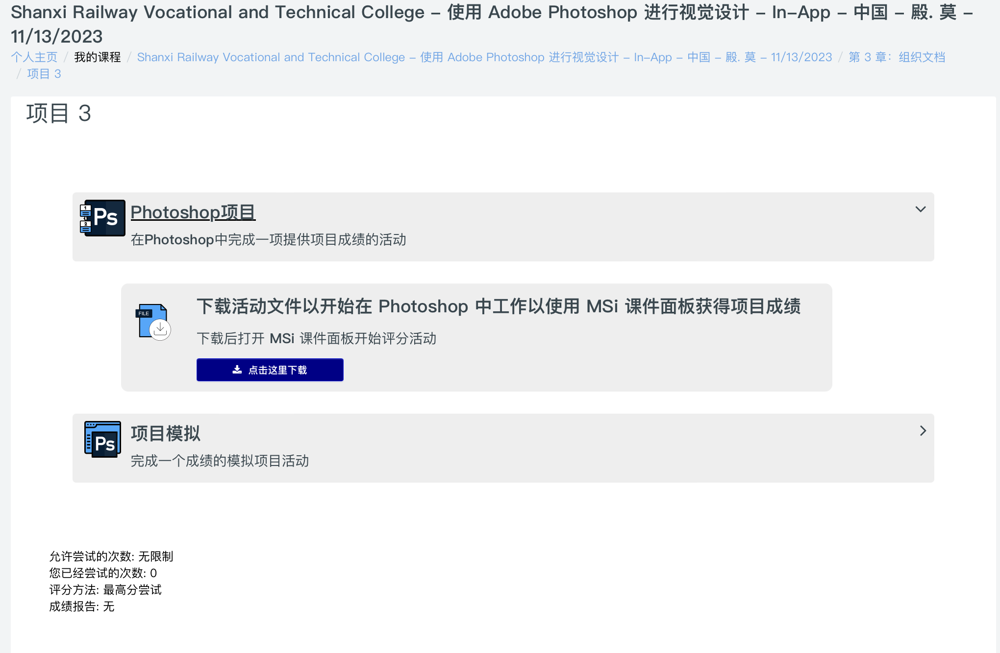 Shanxi Railway Vocational and Technical College – 使用 Adobe Photoshop 进行视觉设计 – In-App – 中国 – 殿. 莫 –
11/13/2023
个人主页 / 我的课程 / Shanxi Railway Vocational and Technical College – 使用 Adobe Photoshop 进行视觉设计 – In-App – 中国 – 殿. 莫 – 11/13/2023 / 第 3 章：组织文档
/ 项目 3
项目 3
1
2
Ps
Photoshop项目
在Photoshop中完成一项提供项目成绩的活动
FILE
下载活动文件以开始在 Photoshop 中工作以使用 MSi 课件面板获得项目成绩
下载后打开 MSi 课件面板开始评分活动
点击这里下载
Ps
项目模拟
完成一个成绩的模拟项目活动
允许尝试的次数: 无限制
您已经尝试的次数: 0
评分方法: 最高分尝试
成绩报告: 无